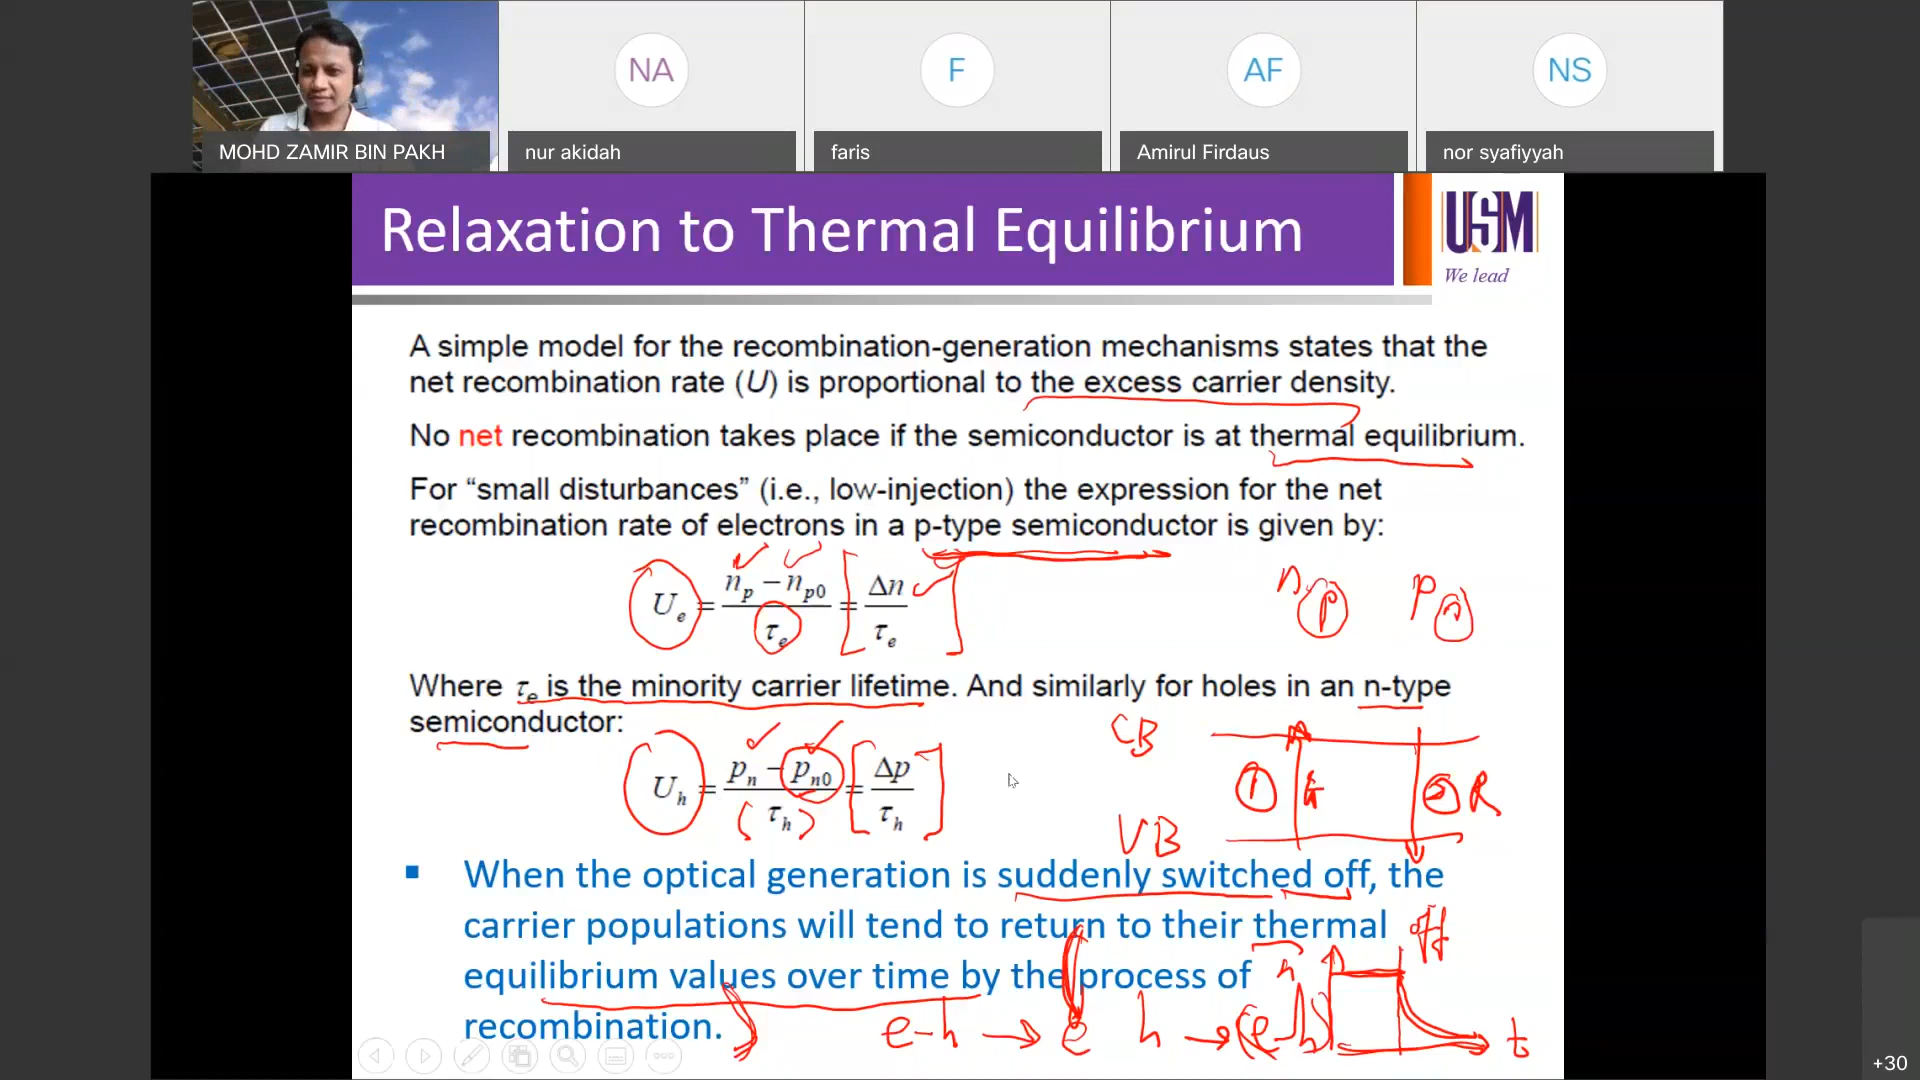 NA
F
AF
NS
MOHD ZAMIR BIN PAKH
nur akidah
faris
Amirul Firdaus
nor syafiyyah
Relaxation to Thermal Equilibrium
USM
We lead
A simple model for the recombination-generation mechanisms states that the
net recombination rate (U) is proportional to the excess carrier density.
No net recombination takes place if the semiconductor is at thermal equilibrium.
For “small disturbances” (i.e., low-injection) the expression for the net
recombination rate of electrons in a p-type semiconductor is given by:
U_e = (n_p − n_p0)/τ_e = Δn/τ_e
n p p n
Where τ_e is the minority carrier lifetime. And similarly for holes in an n-type
semiconductor:
CB
U_h = (p_n − p_n0)/τ_h = Δp/τ_h
1 G 2 R
VB
▪ When the optical generation is suddenly switched off, the
carrier populations will tend to return to their thermal
off
equilibrium values over time by the process of
n
recombination.
e-h → e h → (e-h)
t
+30